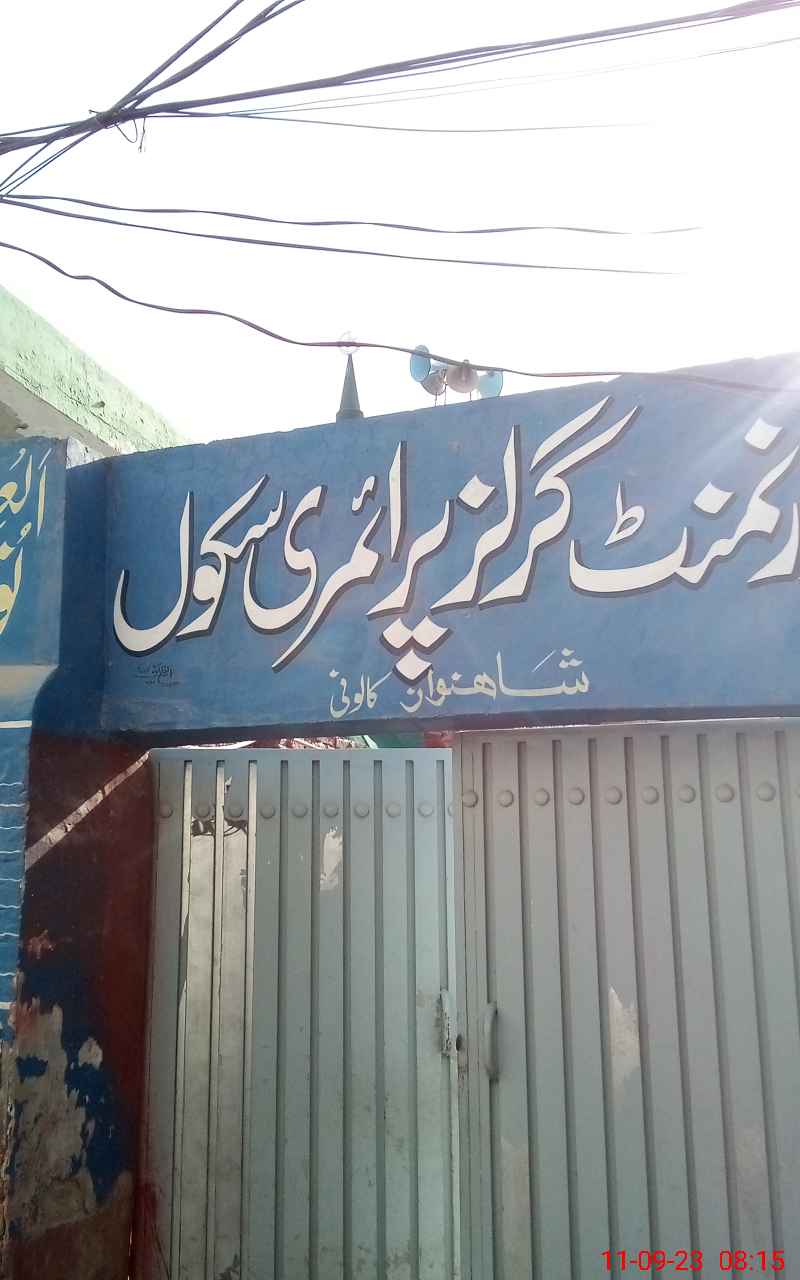 رنمنٹ گرلز پرائمری سکول
شاھنواز کالونی
11-09-23 08:15